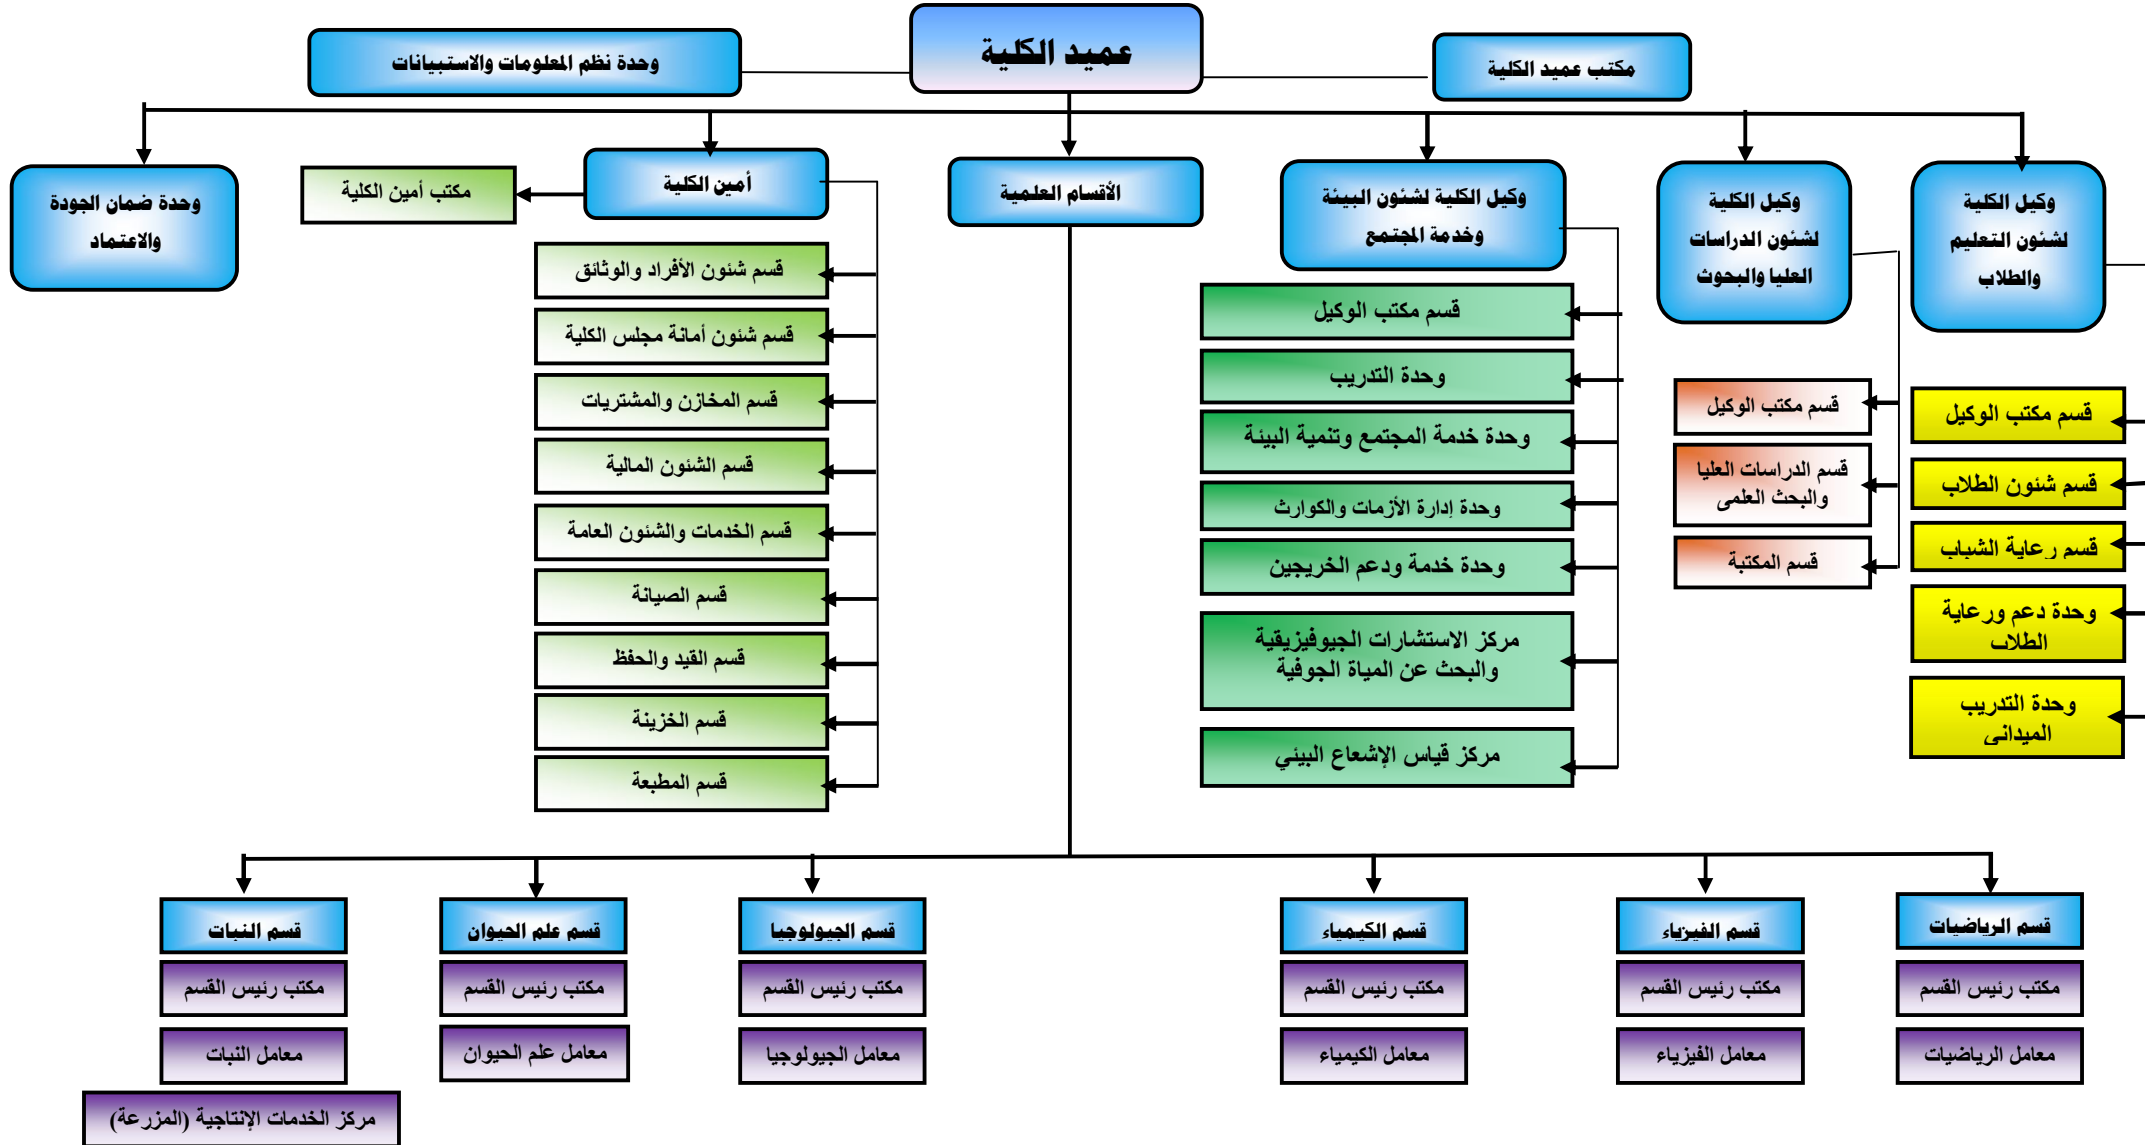 عميد الكلية
مكتب عميد الكلية
وحدة نظم المعلومات والاستبيانات
وكيل الكلية
لشئون التعليم
والطلاب
وكيل الكلية
لشئون الدراسات
العليا والبحوث
وكيل الكلية لشئون البيئة
وخدمة المجتمع
الأقسام العلمية
أمين الكلية
مكتب أمين الكلية
وحدة ضمان الجودة
والاعتماد
قسم مكتب الوكيل
قسم شئون الطلاب
قسم رعاية الشباب
وحدة دعم ورعاية
الطلاب
وحدة التدريب
الميدانى
قسم مكتب الوكيل
قسم الدراسات العليا
والبحث العلمى
قسم المكتبة
قسم مكتب الوكيل
وحدة التدريب
وحدة خدمة المجتمع وتنمية البيئة
وحدة إدارة الأزمات والكوارث
وحدة خدمة ودعم الخريجين
مركز الاستشارات الجيوفيزيقية
والبحث عن المياة الجوفية
مركز قياس الإشعاع البيئي
قسم شئون الأفراد والوثائق
قسم شئون أمانة مجلس الكلية
قسم المخازن والمشتريات
قسم الشئون المالية
قسم الخدمات والشئون العامة
قسم الصيانة
قسم القيد والحفظ
قسم الخزينة
قسم المطبعة
قسم الرياضيات
مكتب رئيس القسم
معامل الرياضيات
قسم الفيزياء
مكتب رئيس القسم
معامل الفيزياء
قسم الكيمياء
مكتب رئيس القسم
معامل الكيمياء
قسم الجيولوجيا
مكتب رئيس القسم
معامل الجيولوجيا
قسم علم الحيوان
مكتب رئيس القسم
معامل علم الحيوان
قسم النبات
مكتب رئيس القسم
معامل النبات
مركز الخدمات الإنتاجية (المزرعة)